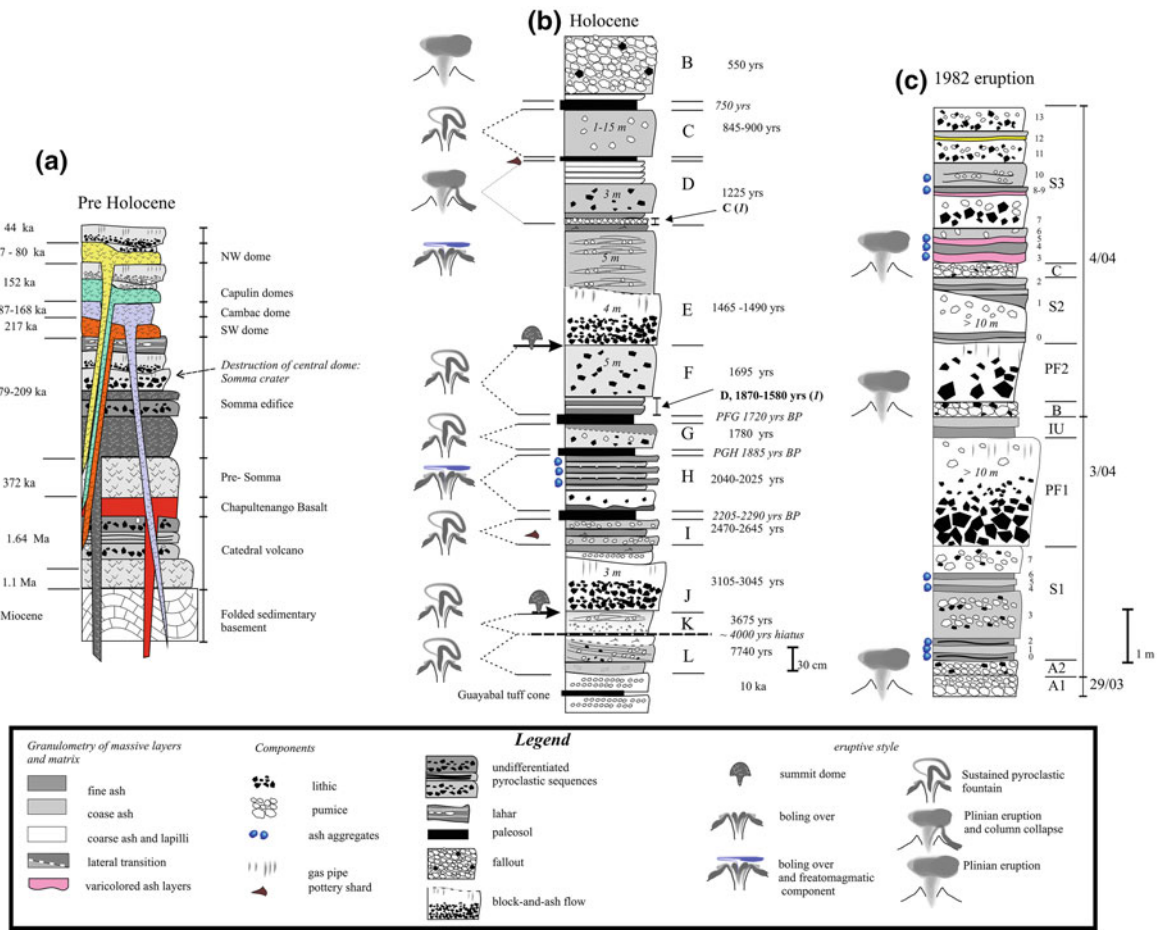 (a)
Pre Holocene
44 ka
7 - 80 ka
152 ka
87-168 ka
217 ka
79-209 ka
372 ka
1.64 Ma
1.1 Ma
Miocene
NW dome
Capulin domes
Cambac dome
SW dome
Destruction of central dome:
Somma crater
Somma edifice
Pre- Somma
Chapultenango Basalt
Catedral volcano
Folded sedimentary
basement
(b) Holocene
B
550 yrs
750 yrs
1-15 m
C
845-900 yrs
D
3 m
1225 yrs
C (I)
5 m
E
4 m
1465 -1490 yrs
5 m
F
1695 yrs
D, 1870-1580 yrs (I)
PFG 1720 yrs BP
G
1780 yrs
PGH 1885 yrs BP
H
2040-2025 yrs
2205-2290 yrs BP
I
2470-2645 yrs
3 m
J
3105-3045 yrs
K
3675 yrs
~ 4000 yrs hiatus
L
7740 yrs
30 cm
10 ka
Guayabal tuff cone
(c) 1982 eruption
13
12
11
10
S3
8-9
7
6
5
4
3
4/04
C
2
1
S2
> 10 m
0
PF2
B
IU
> 10 m
PF1
3/04
7
6
5
4
S1
3
2
1
0
1 m
A2
A1
29/03
Legend
Granulometry of massive layers
and matrix
fine ash
coase ash
coarse ash and lapilli
lateral transition
varicolored ash layers
Components
lithic
pumice
ash aggregates
gas pipe
pottery shard
undifferentiated
pyroclastic sequences
lahar
paleosol
fallout
block-and-ash flow
eruptive style
summit dome
boling over
boling over
and freatomagmatic
component
Sustained pyroclastic
fountain
Plinian eruption
and column collapse
Plinian eruption